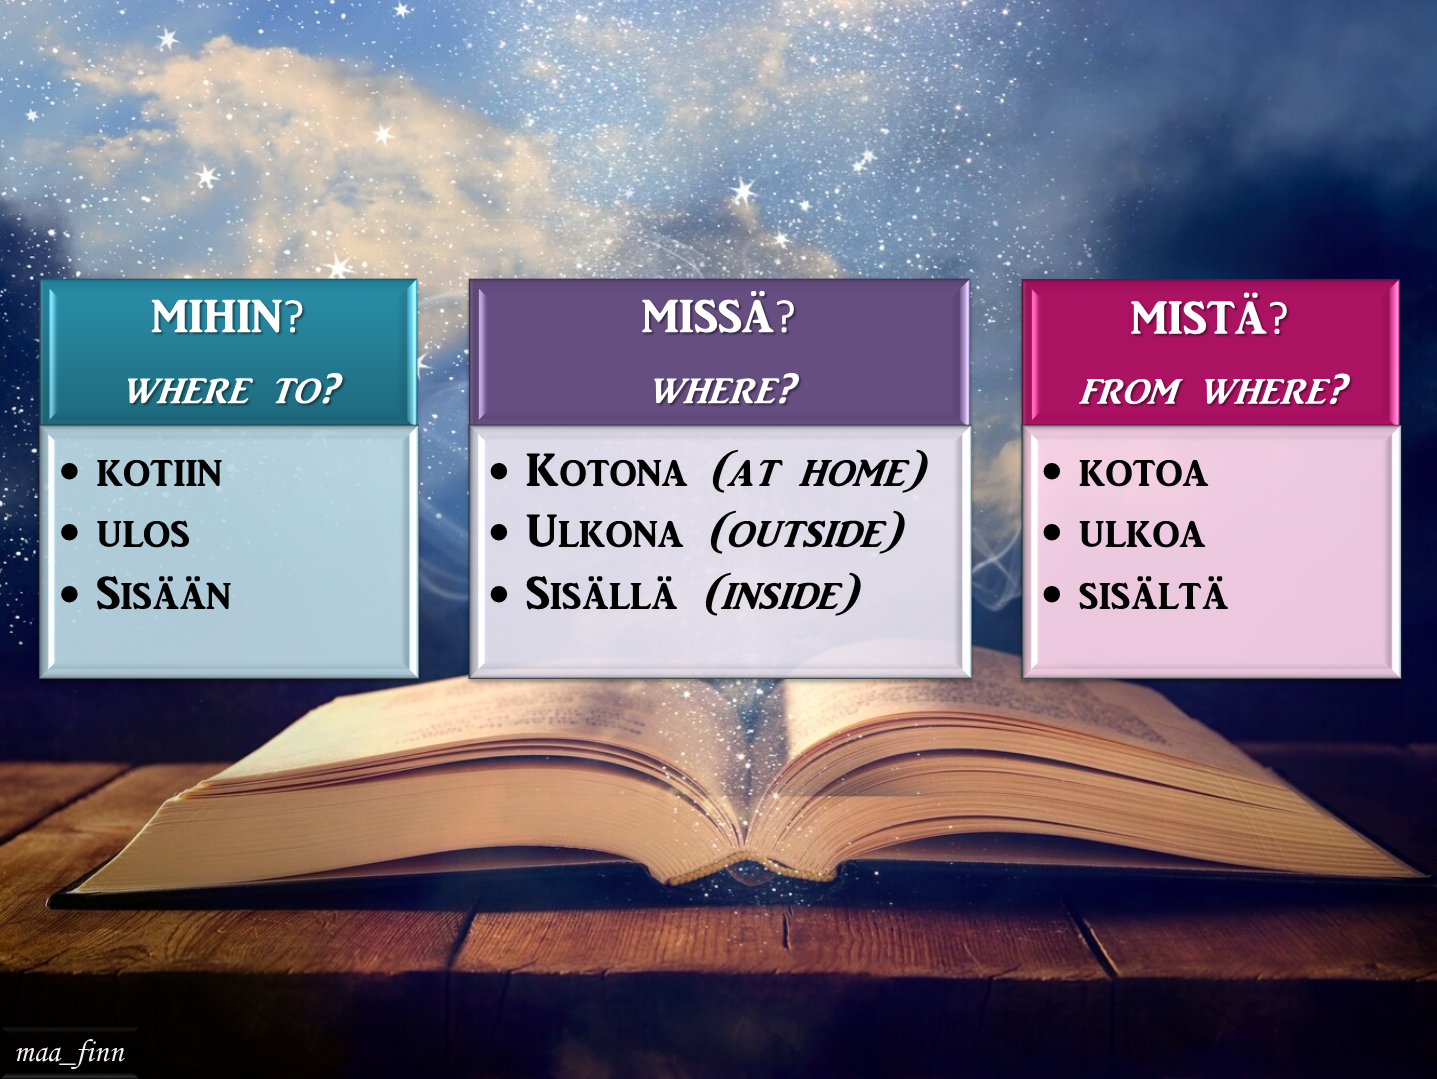 MIHIN?
WHERE TO?
• KOTIIN
• ULOS
• SISÄÄN
MISSÄ?
WHERE?
• KOTONA (AT HOME)
• ULKONA (OUTSIDE)
• SISÄLLÄ (INSIDE)
MISTÄ?
FROM WHERE?
• KOTOA
• ULKOA
• SISÄLTÄ
maa_finn